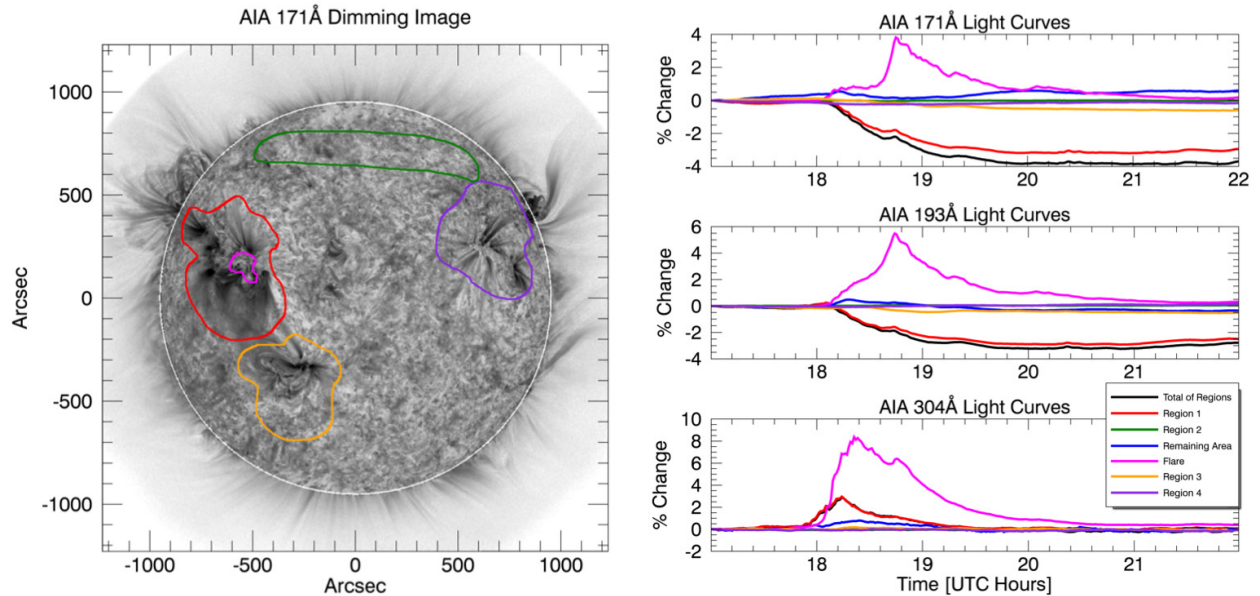 AIA 171Å Dimming Image
1000
500
0
-500
-1000
Arcsec
-1000 -500 0 500 1000
Arcsec
AIA 171Å Light Curves
4
2
0
-2
-4
% Change
18 19 20 21 22
AIA 193Å Light Curves
6
4
2
0
-2
-4
% Change
18 19 20 21
AIA 304Å Light Curves
10
8
6
4
2
0
-2
% Change
18 19 20 21 22
Time [UTC Hours]
Total of Regions
Region 1
Region 2
Remaining Area
Flare
Region 3
Region 4